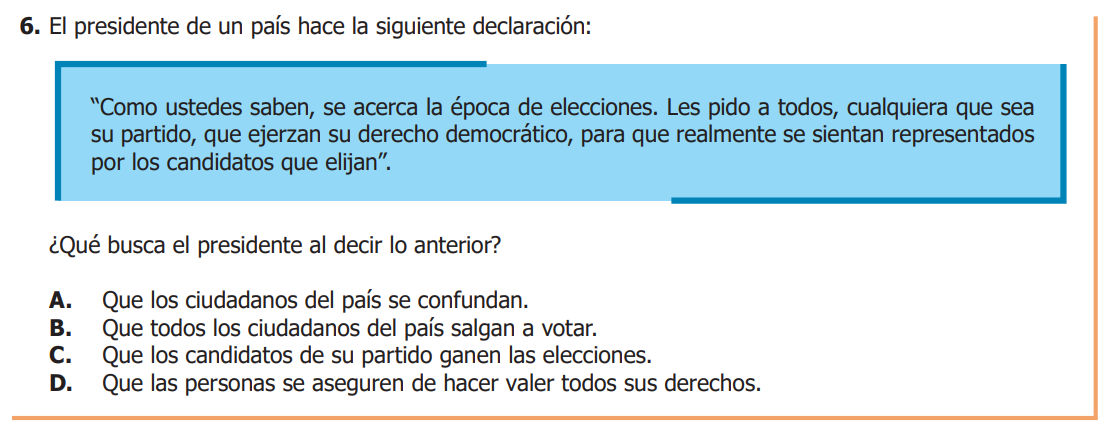 6. El presidente de un país hace la siguiente declaración:
“Como ustedes saben, se acerca la época de elecciones. Les pido a todos, cualquiera que sea
su partido, que ejerzan su derecho democrático, para que realmente se sientan representados
por los candidatos que elijan”.
¿Qué busca el presidente al decir lo anterior?
A. Que los ciudadanos del país se confundan.
B. Que todos los ciudadanos del país salgan a votar.
C. Que los candidatos de su partido ganen las elecciones.
D. Que las personas se aseguren de hacer valer todos sus derechos.